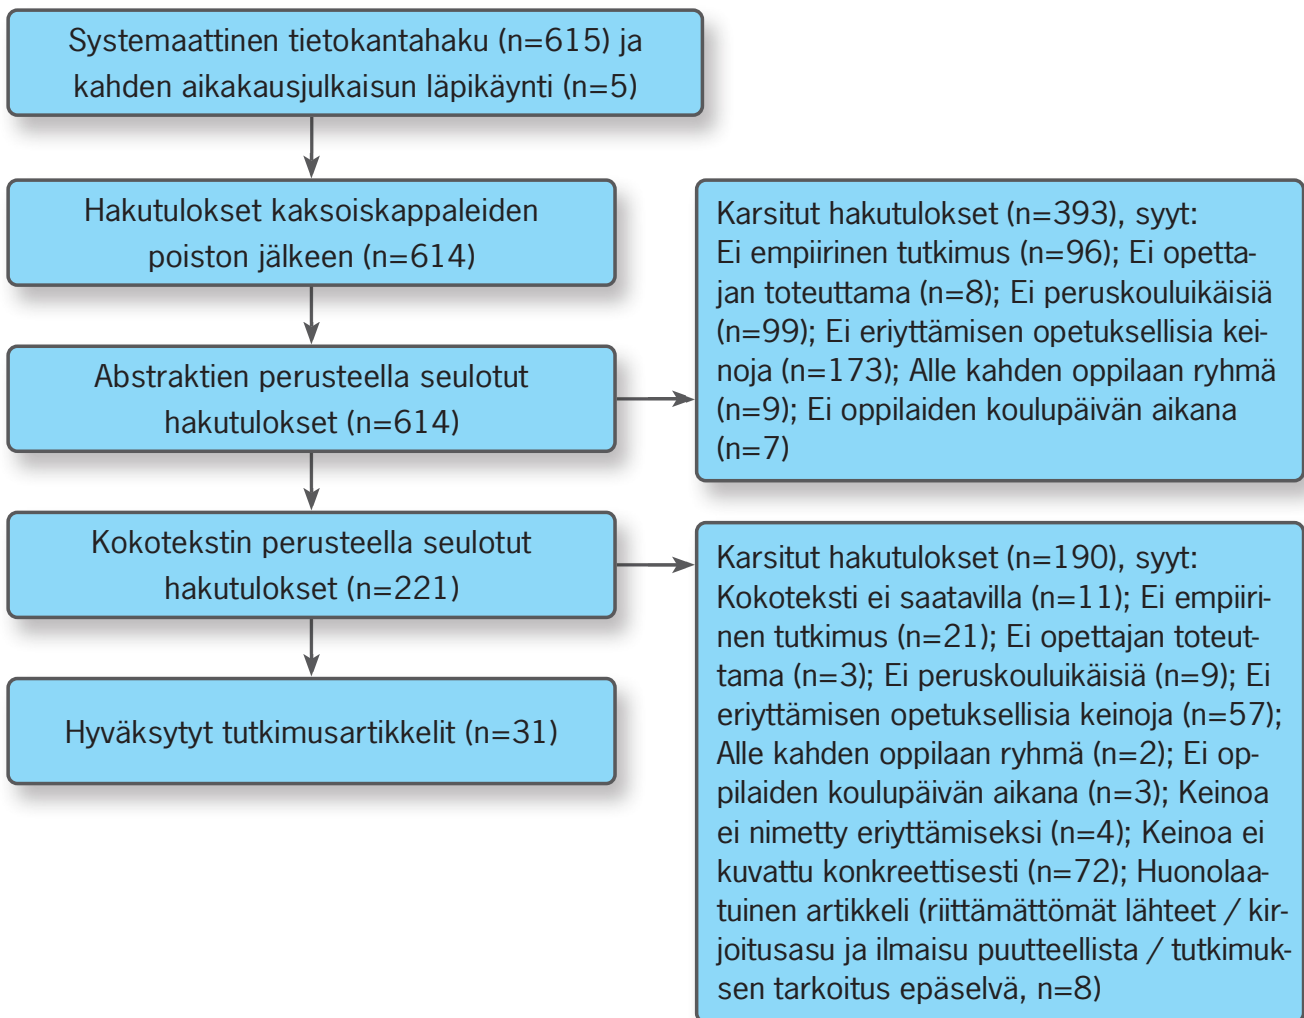 Systemaattinen tietokantahaku (n=615) ja
kahden aikakausjulkaisun läpikäynti (n=5)
Hakutulokset kaksoiskappaleiden
poiston jälkeen (n=614)
Abstraktien perusteella seulotut
hakutulokset (n=614)
Karsitut hakutulokset (n=393), syyt:
Ei empiirinen tutkimus (n=96); Ei opetta-
jan toteuttama (n=8); Ei peruskouluikäisiä
(n=99); Ei eriyttämisen opetuksellisia kei-
noja (n=173); Alle kahden oppilaan ryhmä
(n=9); Ei oppilaiden koulupäivän aikana
(n=7)
Kokotekstin perusteella seulotut
hakutulokset (n=221)
Karsitut hakutulokset (n=190), syyt:
Kokoteksti ei saatavilla (n=11); Ei empiiri-
nen tutkimus (n=21); Ei opettajan toteut-
tama (n=3); Ei peruskouluikäisiä (n=9); Ei
eriyttämisen opetuksellisia keinoja (n=57);
Alle kahden oppilaan ryhmä (n=2); Ei op-
pilaiden koulupäivän aikana (n=3); Keinoa
ei nimetty eriyttämiseksi (n=4); Keinoa ei
kuvattu konkreettisesti (n=72); Huonolaa-
tuinen artikkeli (riittämättömät lähteet / kir-
joitusasu ja ilmaisu puutteellista / tutkimuk-
sen tarkoitus epäselvä, n=8)
Hyväksytyt tutkimusartikkelit (n=31)